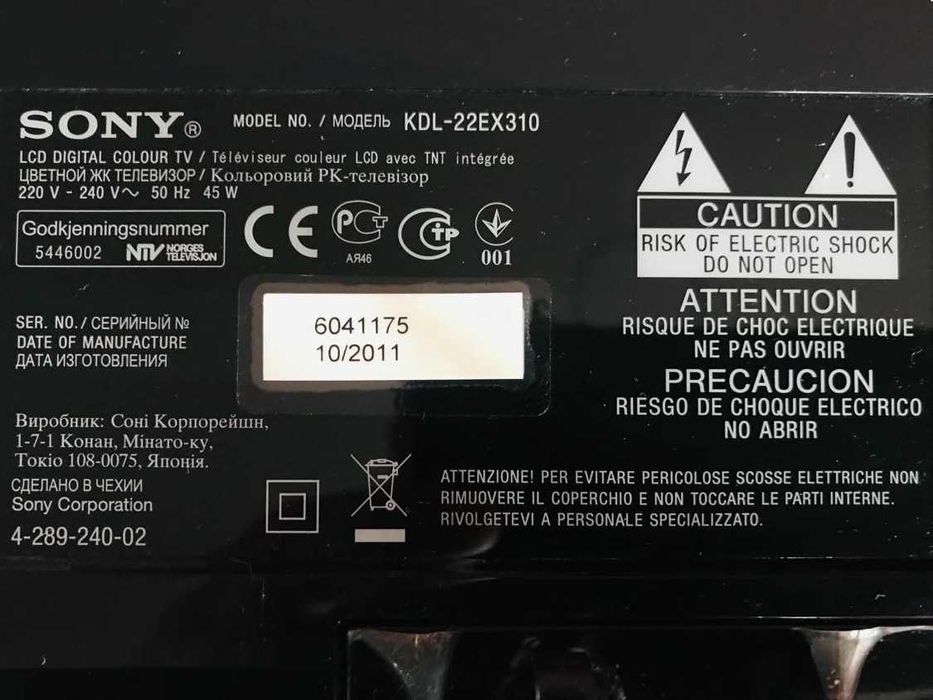 SONY®
MODEL NO. / МОДЕЛЬ KDL-22EX310
LCD DIGITAL COLOUR TV / Téléviseur couleur LCD avec TNT intégrée
ЦВЕТНОЙ ЖК ТЕЛЕВИЗОР / Кольоровий РК-телевізор
220 V - 240 V~ 50 Hz 45 W
Godkjenningsnummer
5446002 NTV NORGES TELEVISJON
CE
РСТ
АЯ46
СТР
001
SER. NO. / СЕРИЙНЫЙ №
DATE OF MANUFACTURE
ДАТА ИЗГОТОВЛЕНИЯ
6041175
10/2011
Виробник: Соні Корпорейшн,
1-7-1 Конан, Мінато-ку,
Токіо 108-0075, Японія.
СДЕЛАНО В ЧЕХИИ
Sony Corporation
4-289-240-02
CAUTION
RISK OF ELECTRIC SHOCK
DO NOT OPEN
ATTENTION
RISQUE DE CHOC ELECTRIQUE
NE PAS OUVRIR
PRECAUCION
RIESGO DE CHOQUE ELECTRICO
NO ABRIR
ATTENZIONE! PER EVITARE PERICOLOSE SCOSSE ELETTRICHE NON
RIMUOVERE IL COPERCHIO E NON TOCCARE LE PARTI INTERNE.
RIVOLGETEVI A PERSONALE SPECIALIZZATO.